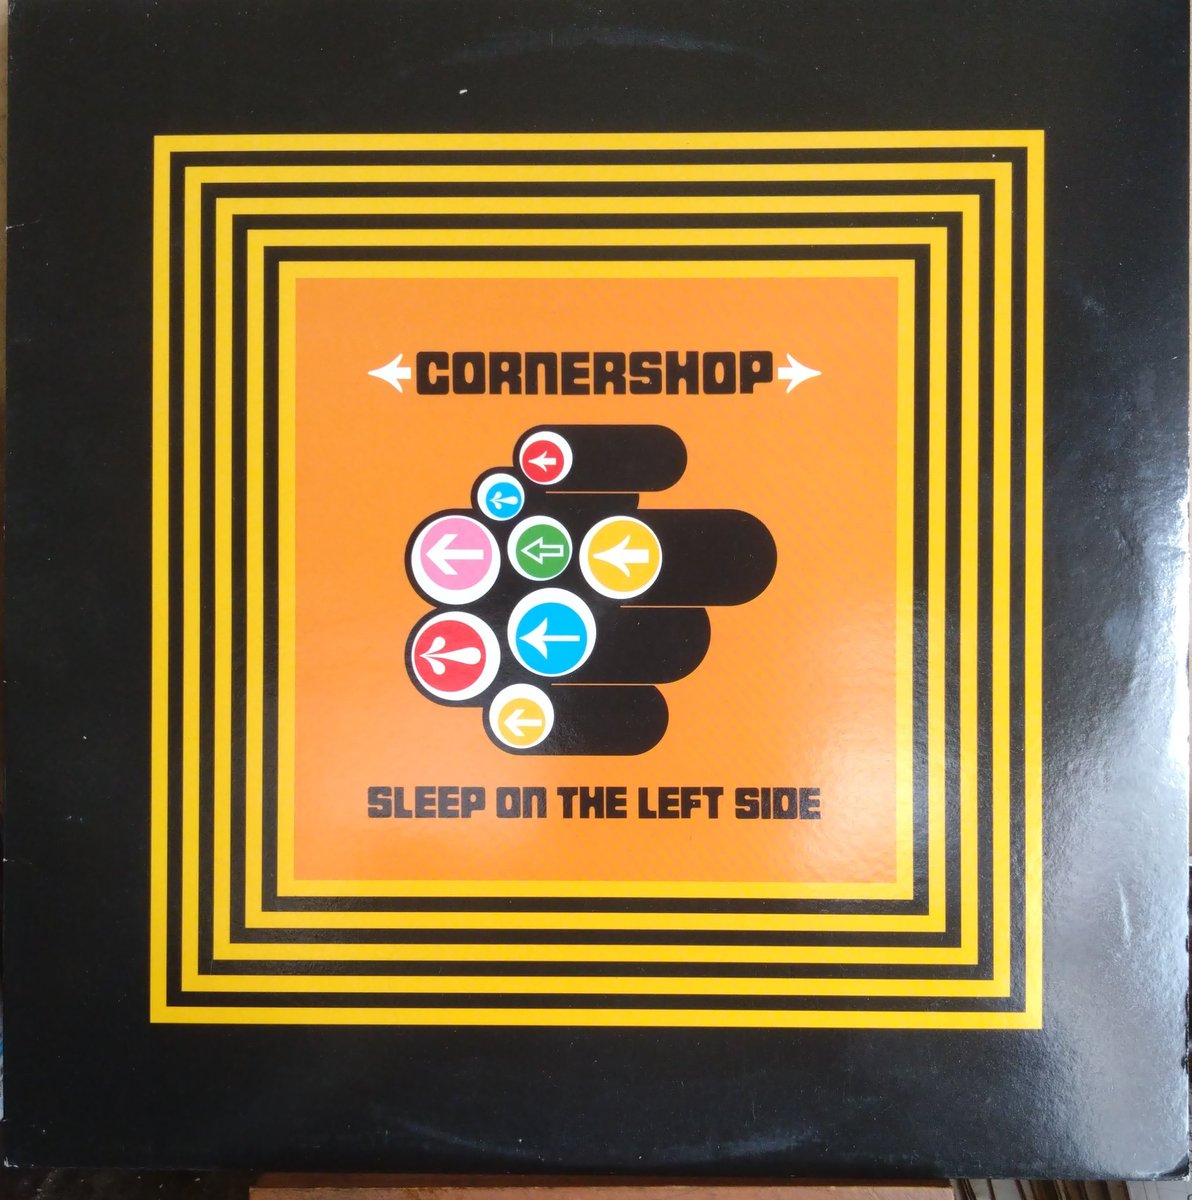 CORNERSHOP
SLEEP ON THE LEFT SIDE